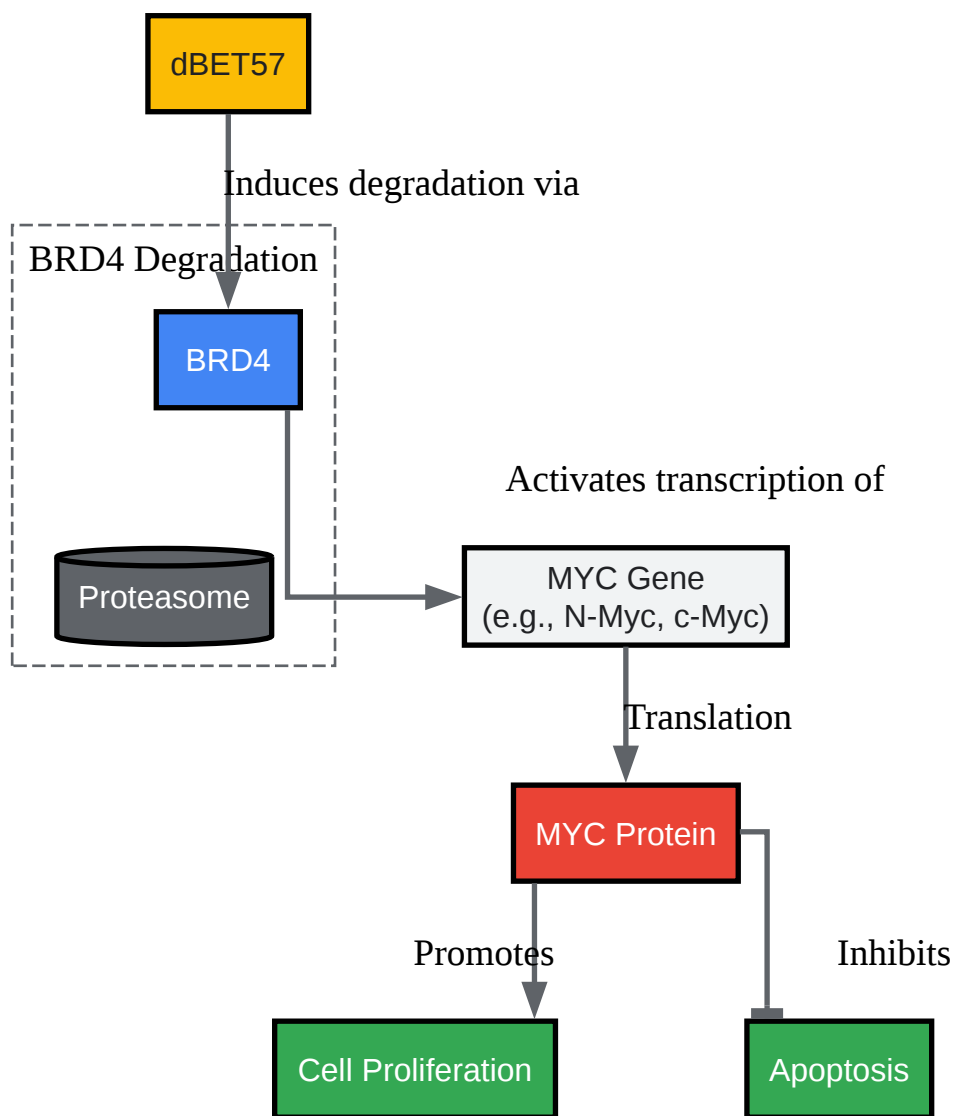 dBET57
Induces degradation via
BRD4 Degradation
BRD4
Activates transcription of
Proteasome
MYC Gene
(e.g., N-Myc, c-Myc)
Translation
MYC Protein
Promotes
Inhibits
Cell Proliferation
Apoptosis